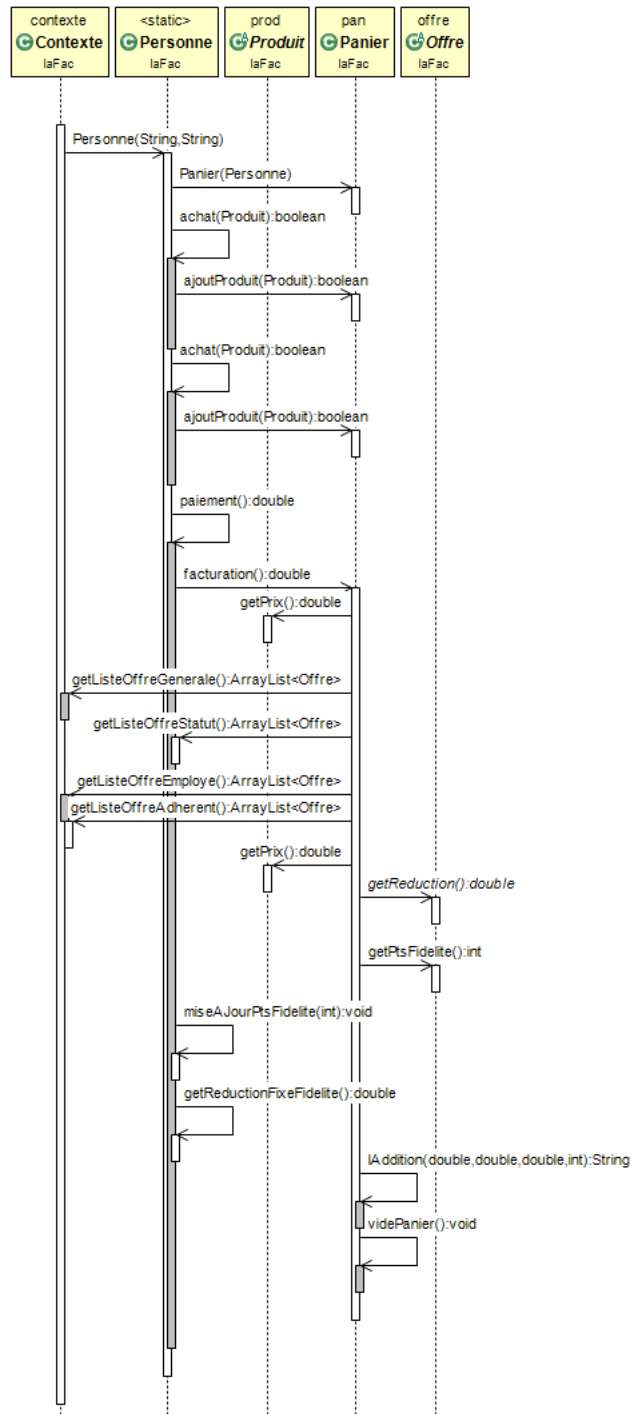 contexte
Contexte
laFac
<static>
Personne
laFac
prod
Produit
laFac
pan
Panier
laFac
offre
Offre
laFac
Personne(String,String)
Panier(Personne)
achat(Produit):boolean
ajoutProduit(Produit):boolean
achat(Produit):boolean
ajoutProduit(Produit):boolean
paiement():double
facturation():double
getPrix():double
getListeOffreGenerale():ArrayList<Offre>
getListeOffreStatut():ArrayList<Offre>
getListeOffreEmploye():ArrayList<Offre>
getListeOffreAdherent():ArrayList<Offre>
getPrix():double
getReduction():double
getPtsFidelite():int
miseAJourPtsFidelite(int):void
getReductionFixeFidelite():double
lAddition(double,double,double,int):String
videPanier():void